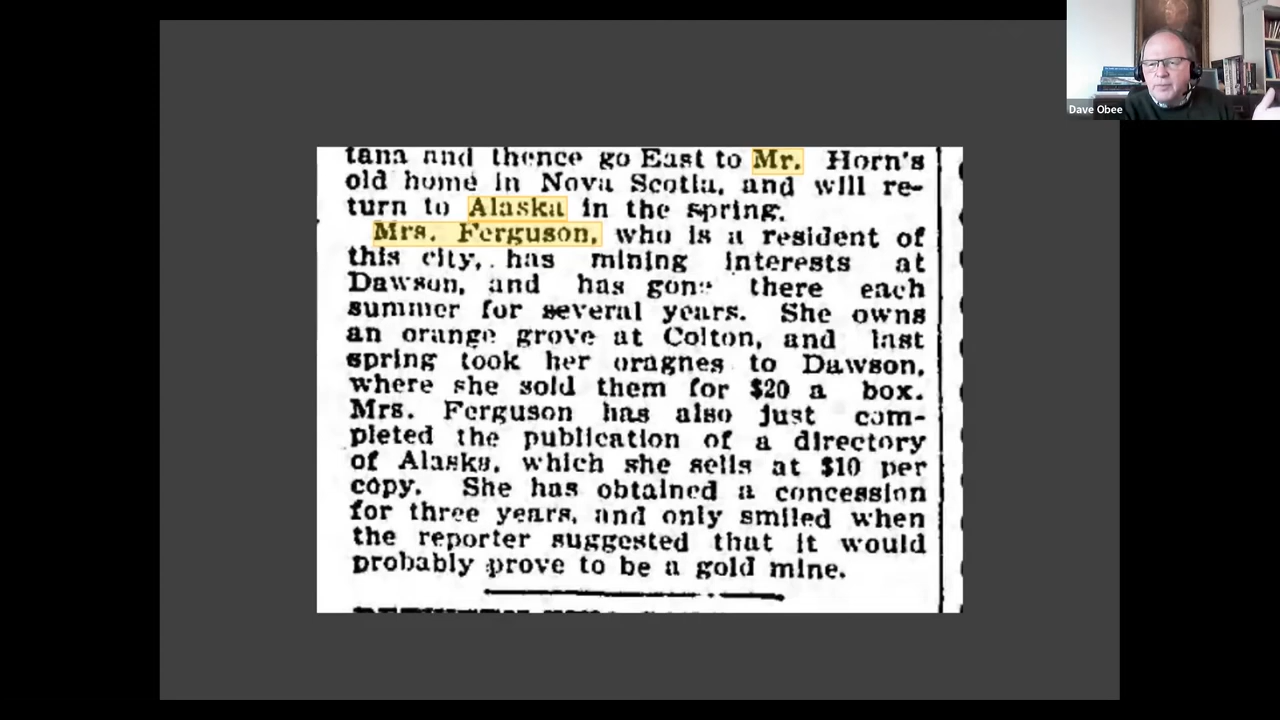 tana and thence go East to Mr. Horn's
old home in Nova Scotia, and will re-
turn to Alaska in the spring.
Mrs. Ferguson, who is a resident of
this city, has mining interests at
Dawson, and has gone there each
summer for several years. She owns
an orange grove at Colton, and last
spring took her oragnes to Dawson,
where she sold them for $20 a box.
Mrs. Ferguson has also just com-
pleted the publication of a directory
of Alaska, which she sells at $10 per
copy. She has obtained a concession
for three years, and only smiled when
the reporter suggested that it would
probably prove to be a gold mine.
Dave Obee